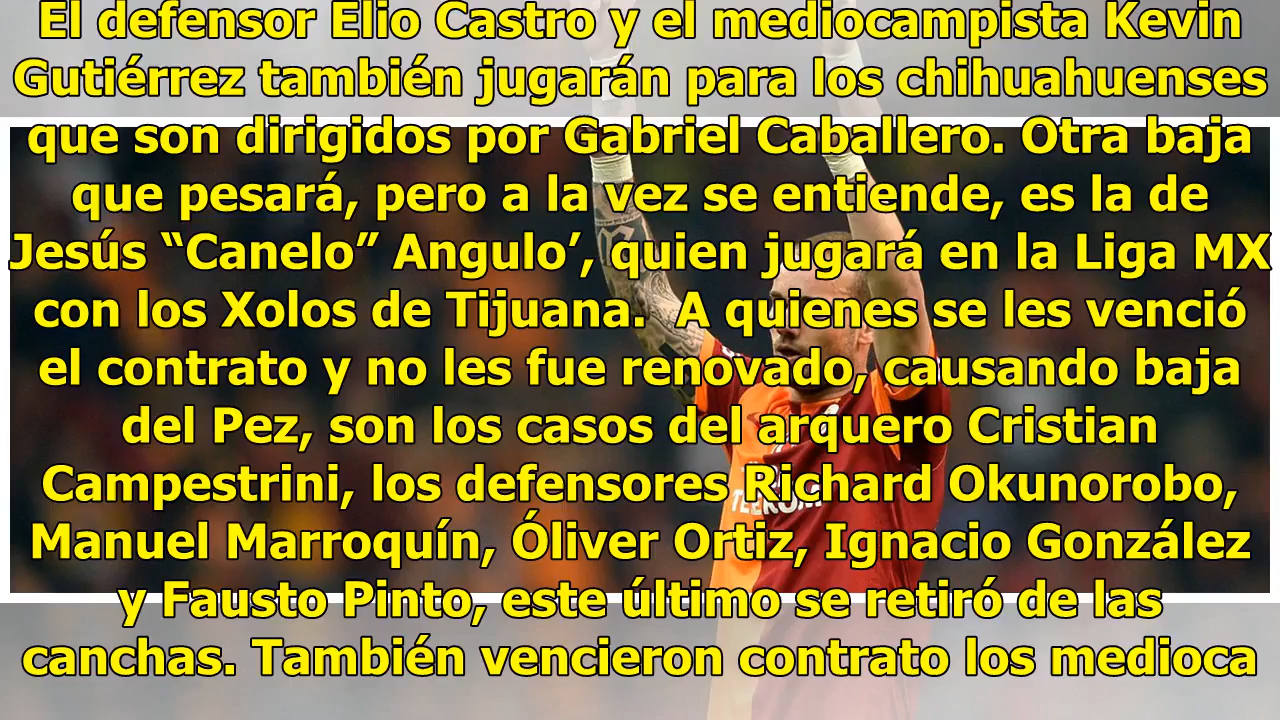 El defensor Elio Castro y el mediocampista Kevin
Gutiérrez también jugarán para los chihuahuenses
que son dirigidos por Gabriel Caballero. Otra baja
que pesará, pero a la vez se entiende, es la de
Jesús “Canelo” Angulo’, quien jugará en la Liga MX
con los Xolos de Tijuana.  A quienes se les venció
el contrato y no les fue renovado, causando baja
del Pez, son los casos del arquero Cristian
Campestrini, los defensores Richard Okunorobo,
Manuel Marroquín, Óliver Ortiz, Ignacio González
y Fausto Pinto, este último se retiró de las
canchas. También vencieron contrato los medioca